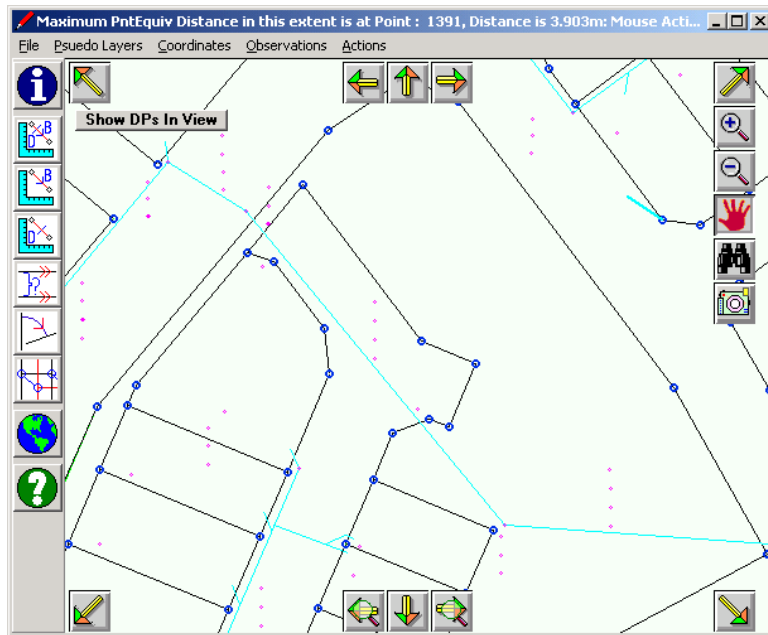 Maximum PntEquiv Distance in this extent is at Point : 1391, Distance is 3.903m: Mouse Acti...
File Psuedo Layers Coordinates Observations Actions
Show DPs In View
B
D
B
D
?
?